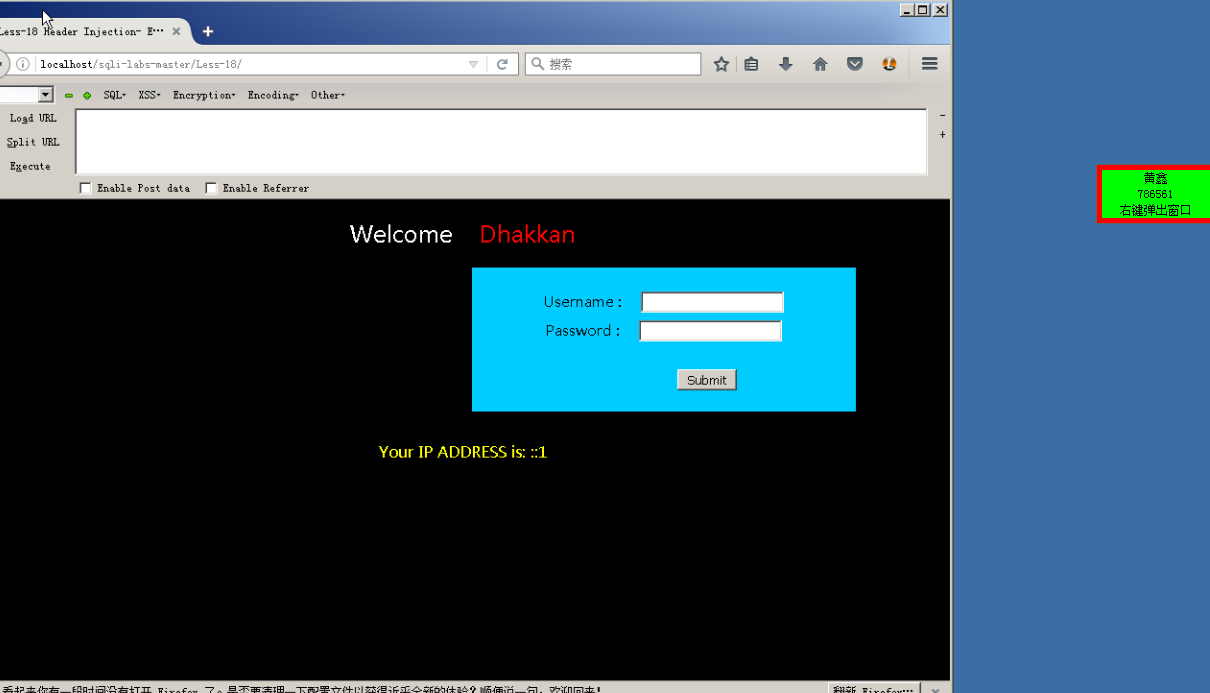 Less-18 Header Injection- E…
localhost/sqli-labs-master/Less-18/
搜索
SQL▾ XSS▾ Encryption▾ Encoding▾ Other▾
Load URL
Split URL
Execute
Enable Post data Enable Referrer
Welcome Dhakkan
Username :
Password :
Submit
Your IP ADDRESS is: ::1
黄鑫
786561
右键弹出窗口
看起来你有一段时间没有打开 Firefox 了。是否要清理一下配置文件以获得近乎全新的体验？顺便说一句，欢迎回来！
翻新 Firefox…